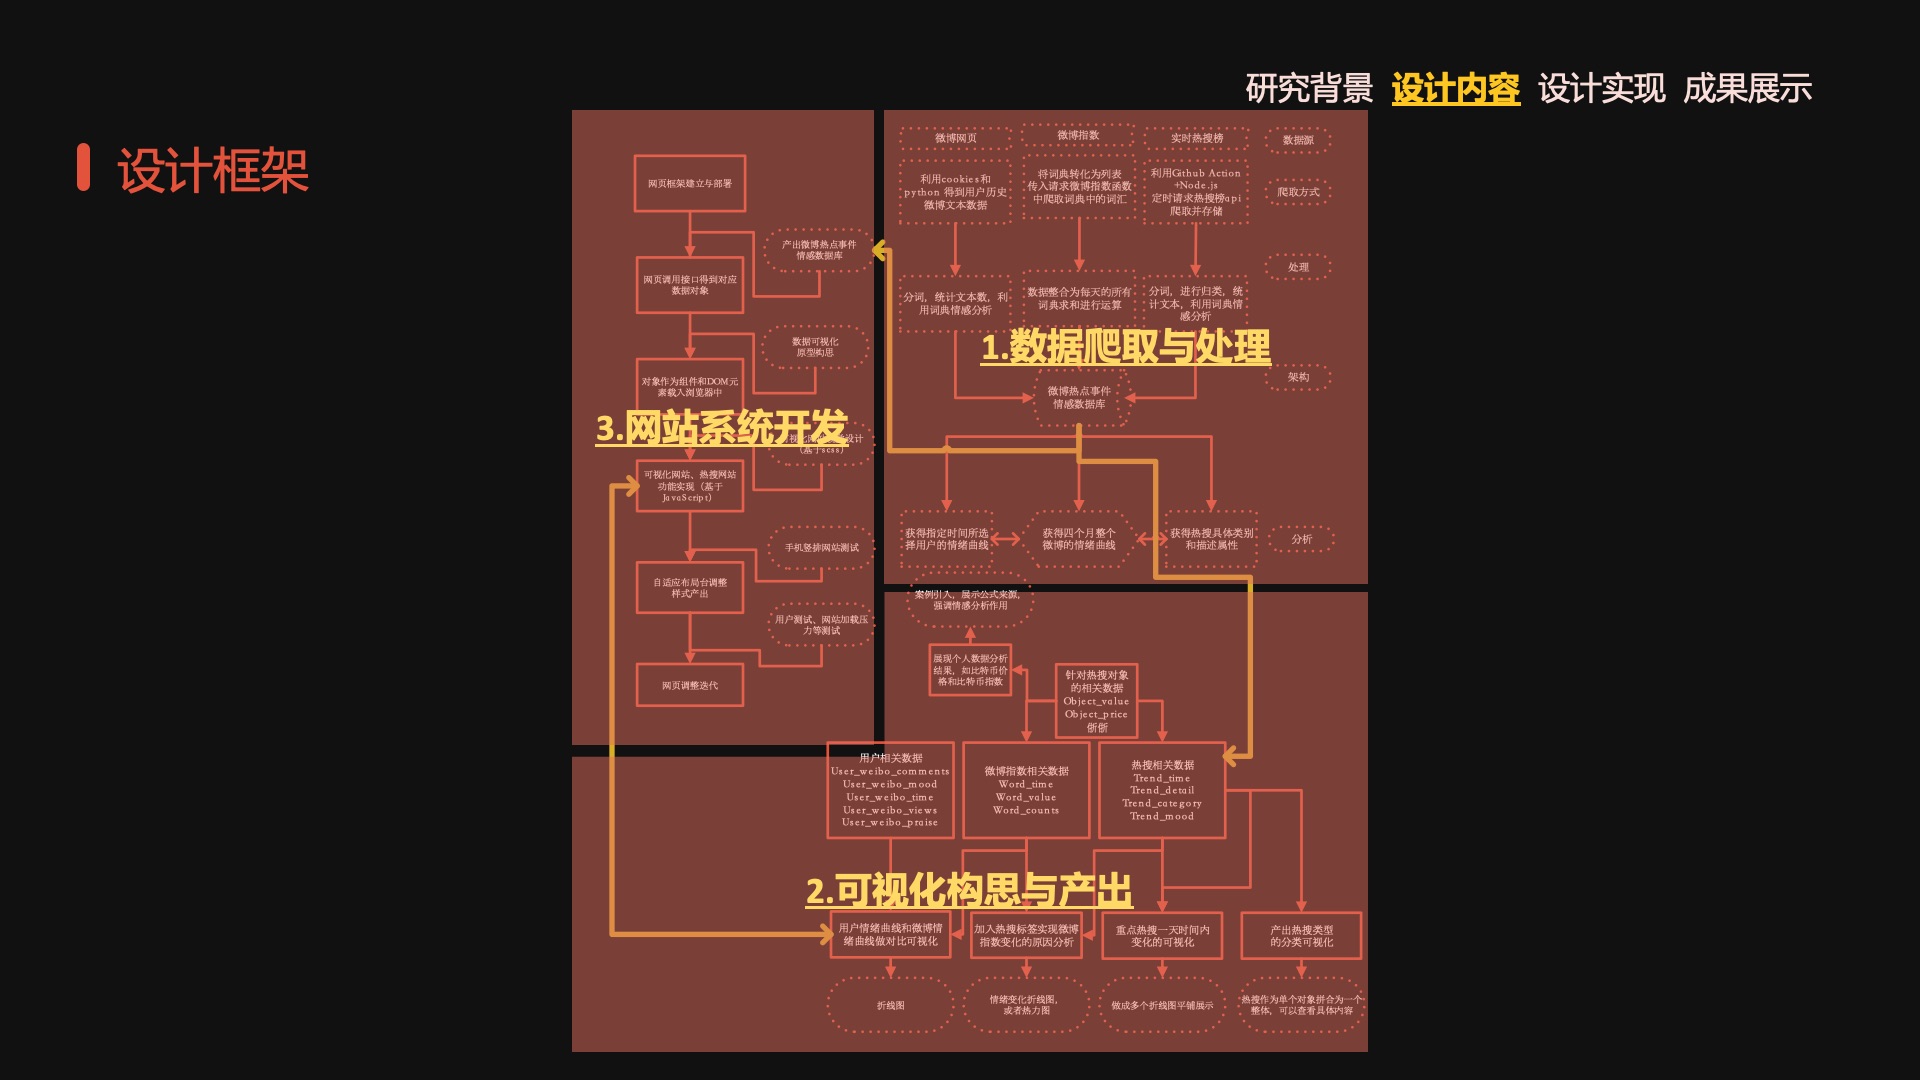 研究背景 设计内容 设计实现 成果展示
设计框架
网页框架建立与部署
产出微博热点事件
情感数据库
网页调用接口得到对应
数据对象
数据可视化
原型构思
对象作为组件和DOM元
素载入浏览器中
3.网站系统开发
（基于scss）
可视化网站、热搜网站
功能实现（基于
JavaScript）
手机竖排网站测试
自适应布局台调整
样式产出
用户测试、网站加载压
力等测试
网页调整迭代
微博网页
微博指数
实时热搜榜
数据源
利用cookies和
python 得到用户历史
微博文本数据
将词典转化为列表
传入请求微博指数函数
中爬取词典中的词汇
利用Github Action
+Node.js
定时请求热搜榜api
爬取并存储
爬取方式
处理
分词，统计文本数，利
用词典情感分析
数据整合为每天的所有
词典求和进行运算
分词，进行归类，统
计文本，利用词典情
感分析
1.数据爬取与处理
架构
微博热点事件
情感数据库
获得指定时间所选
择用户的情绪曲线
获得四个月整个
微博的情绪曲线
获得热搜具体类别
和描述属性
分析
案例引入，展示公式来源，
强调情感分析作用
展现个人数据分析
结果，如比特币价
格和比特币指数
针对热搜对象
的相关数据
Object_value
Object_price
用户相关数据
User_weibo_comments
User_weibo_mood
User_weibo_time
User_weibo_views
User_weibo_praise
微博指数相关数据
Word_time
Word_value
Word_counts
热搜相关数据
Trend_time
Trend_detail
Trend_category
Trend_mood
2.可视化构思与产出
用户情绪曲线和微博情
绪曲线做对比可视化
加入热搜标签实现微博
指数变化的原因分析
重点热搜一天时间内
变化的可视化
产出热搜类型
的分类可视化
折线图
情绪变化折线图，
或者热力图
做成多个折线图平铺展示
热搜作为单个对象拼合为一个
整体，可以查看具体内容